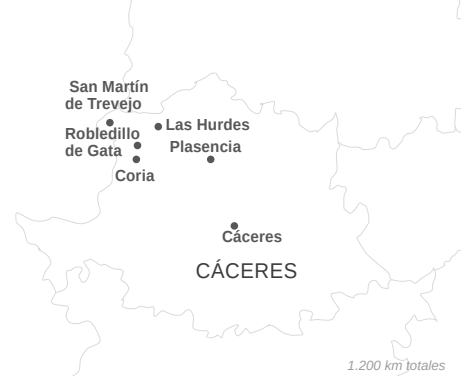 San Martín
de Trevejo
Las Hurdes
Robledillo
de Gata
Plasencia
Coria
Cáceres
CÁCERES
1.200 km totales